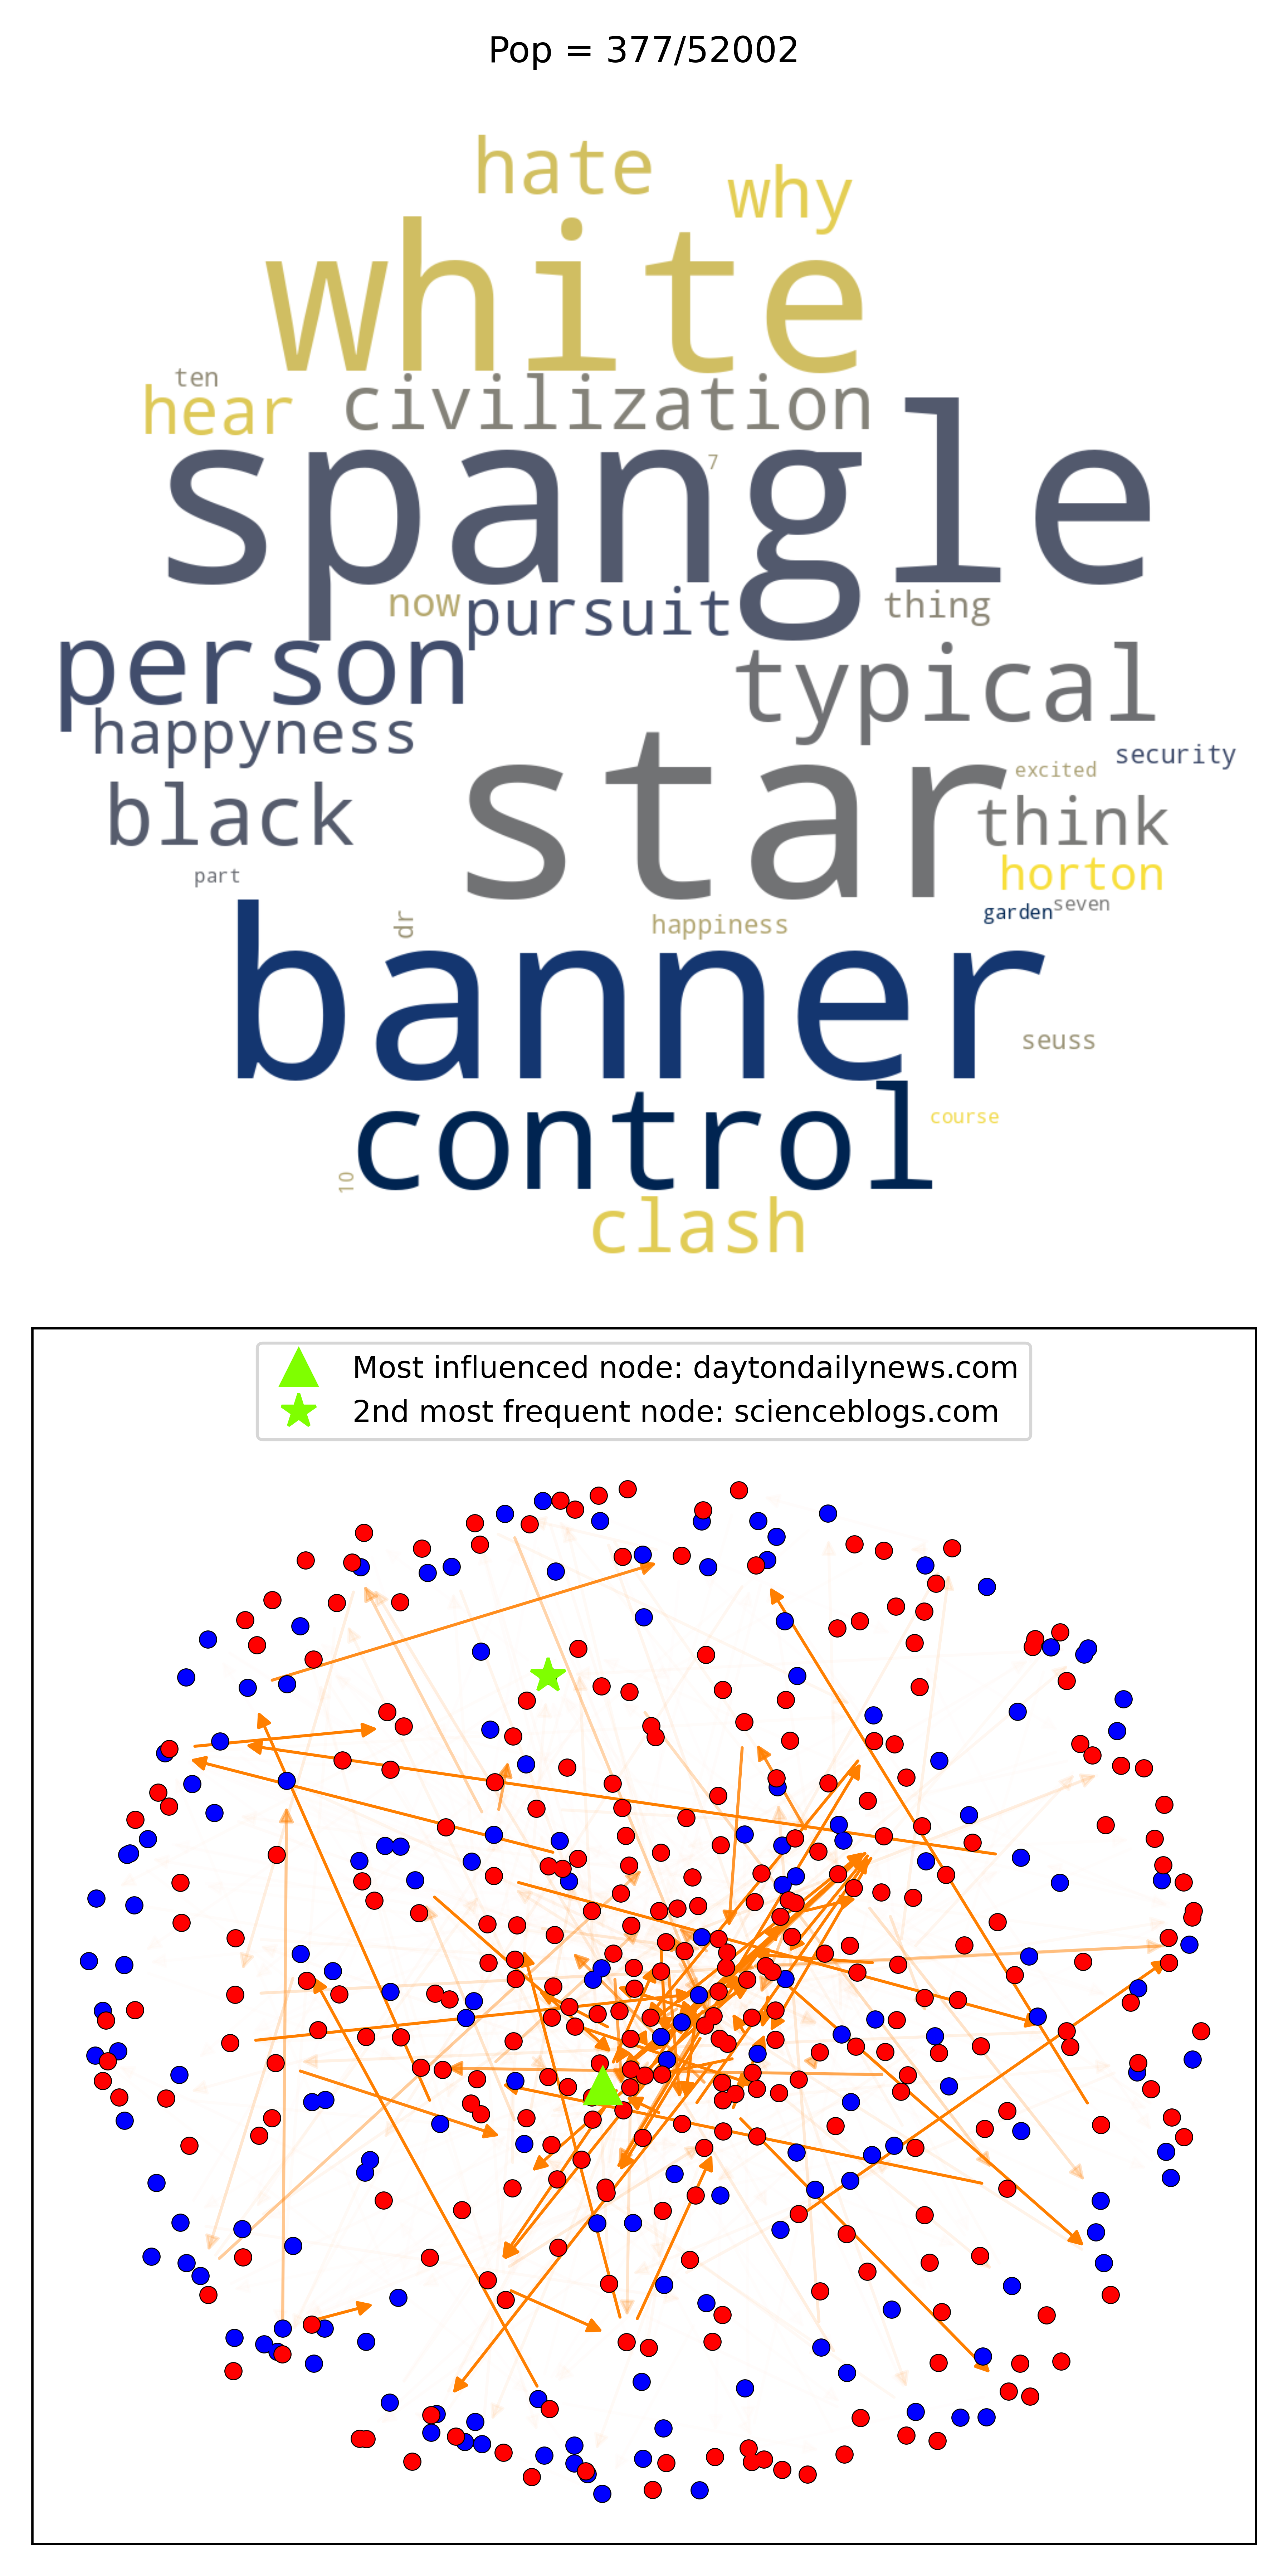 Pop = 377/52002
hate
why
white
ten
hear
civilization
spangle
7
now
pursuit
thing
person
typical
happyness
security
star
excited
black
think
horton
part
garden
seven
dr
happiness
banner
seuss
control
course
10
clash
Most influenced node: daytondailynews.com
2nd most frequent node: scienceblogs.com